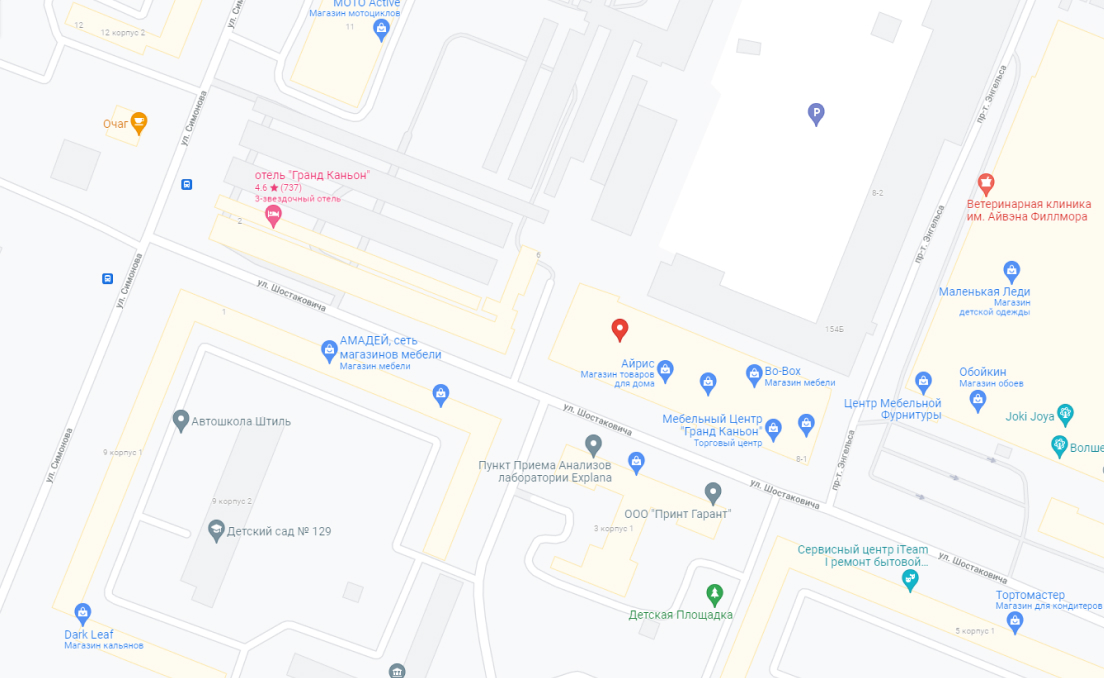 MOTO Active
Магазин мотоциклов
11
12
12 корпус 2
ул. Симонова
Очаг
ул. Симонова
отель "Гранд Каньон"
4.6 ★ (737)
3-звездочный отель
2
6
P
пр-т. Энгельса
8-2
Ветеринарная клиника
им. Айвэна Филлмора
пр-т. Энгельса
ул. Симонова
ул. Шостаковича
1
Маленькая Леди
Магазин
детской одежды
154Б
АМАДЕЙ, сеть
магазинов мебели
Магазин мебели
Айрис
Магазин товаров
для дома
Bo-Box
Магазин мебели
Обойкин
Магазин обоев
Центр Мебельной
Фурнитуры
Joki Joya
Волше
Автошкола Штиль
ул. Шостаковича
Мебельный Центр
"Гранд Каньон"
Торговый центр
8-1
пр-т. Энгельса
ул. Симонова
9 корпус 1
Пункт Приема Анализов
лаборатории Explana
ул. Шостаковича
9 корпус 2
Детский сад № 129
ООО "Принт Гарант"
3 корпус 1
Сервисный центр iTeam
I ремонт бытовой...
ул. Шостаковича
Тортомастер
Магазин для кондитеров
Детская Площадка
5 корпус 1
Dark Leaf
Магазин кальянов